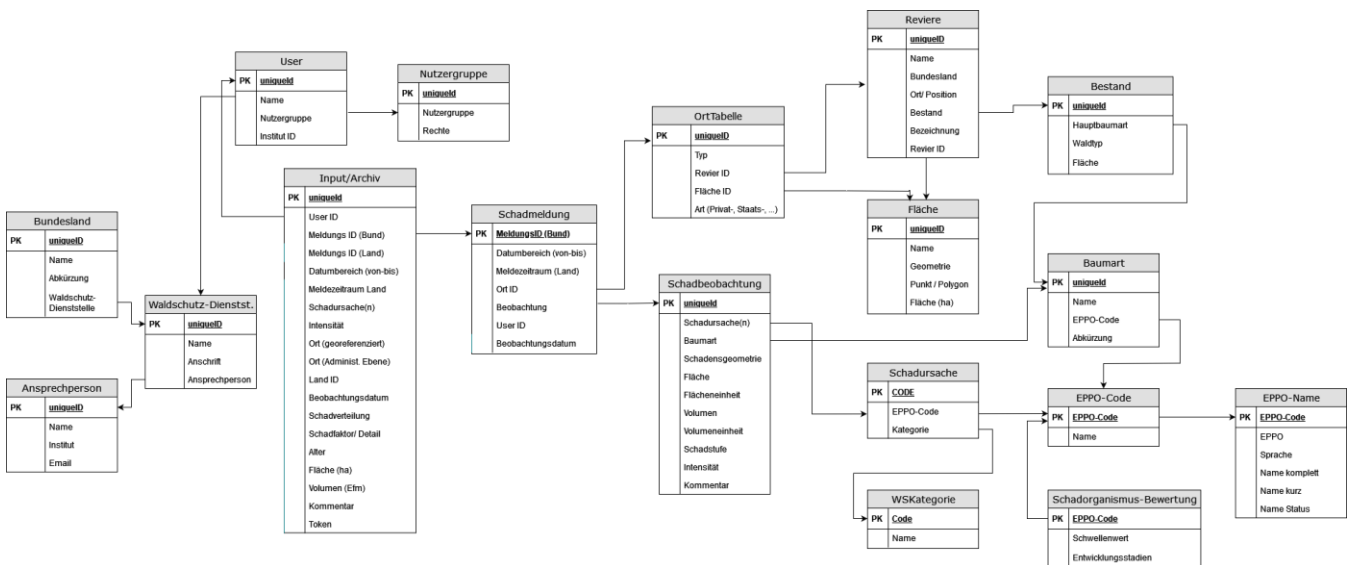 User
PK uniqueId
Name
Nutzergruppe
Institut ID
Nutzergruppe
PK uniqueId
Nutzergruppe
Rechte
Bundesland
PK uniqueID
Name
Abkürzung
Waldschutz-
Dienststelle
Waldschutz-Dienstst.
PK uniqueID
Name
Anschrift
Ansprechperson
Ansprechperson
PK uniqueID
Name
Institut
Email
Input/Archiv
PK uniqueId
User ID
Meldungs ID (Bund)
Meldungs ID (Land)
Datumbereich (von-bis)
Meldezeitraum Land
Schadursache(n)
Intensität
Ort (georeferenziert)
Ort (Administ. Ebene)
Land ID
Beobachtungsdatum
Schadverteilung
Schadfaktor/ Detail
Alter
Fläche (ha)
Volumen (Efm)
Kommentar
Token
Schadmeldung
PK MeldungsID (Bund)
Datumbereich (von-bis)
Meldezeitraum (Land)
Ort ID
Beobachtung
User ID
Beobachtungsdatum
OrtTabelle
PK uniqueID
Typ
Revier ID
Fläche ID
Art (Privat-, Staats-, ...)
Schadbeobachtung
PK uniqueId
Schadursache(n)
Baumart
Schadensgeometrie
Fläche
Flächeneinheit
Volumen
Volumeneinheit
Schadstufe
Intensität
Kommentar
Reviere
PK uniqueID
Name
Bundesland
Ort/ Position
Bestand
Bezeichnung
Revier ID
Fläche
PK uniqueID
Name
Geometrie
Punkt / Polygon
Fläche (ha)
Bestand
PK uniqueId
Hauptbaumart
Waldtyp
Fläche
Baumart
PK uniqueId
Name
EPPO-Code
Abkürzung
Schadursache
PK CODE
EPPO-Code
Kategorie
WSKategorie
PK Code
Name
EPPO-Code
PK EPPO-Code
Name
Schadorganismus-Bewertung
PK EPPO-Code
Schwellenwert
Entwicklungsstadien
EPPO-Name
PK EPPO-Code
EPPO
Sprache
Name komplett
Name kurz
Name Status